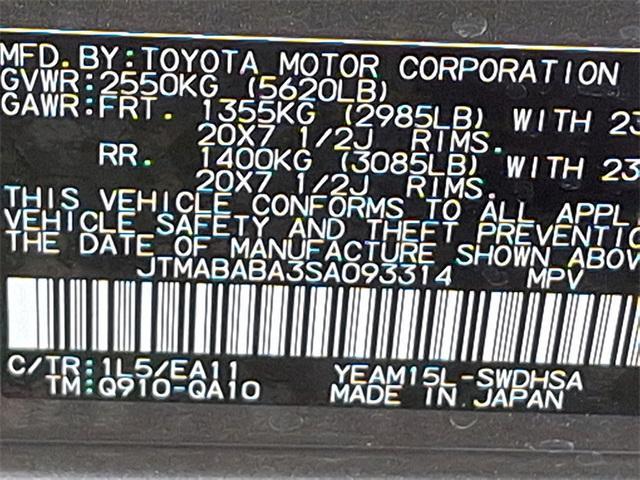 MFD.BY:TOYOTA MOTOR CORPORATION
GVWR:2550KG (5620LB)
GAWR:FRT. 1355KG (2985LB) WITH 23
20X7 1/2J RIMS.
RR. 1400KG (3085LB) WITH 23
20X7 1/2J RIMS.
THIS VEHICLE CONFORMS TO ALL APPL
VEHICLE SAFETY AND THEFT PREVENTIO
THE DATE OF MANUFACTURE SHOWN ABOV
JTMABABA3SA093314 MPV
C/TR:1L5/EA11 YEAM15L-SWDHSA
TM:Q910-QA10 MADE IN JAPAN